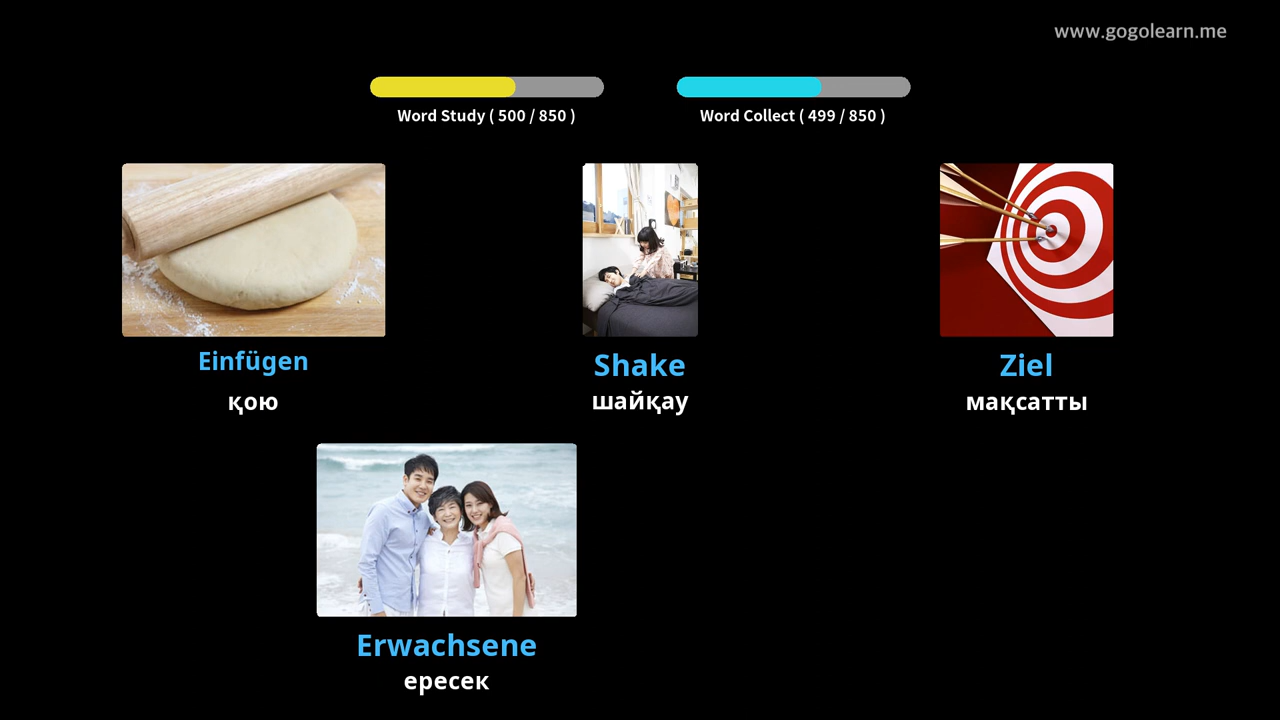 www.gogolearn.me
Word Study ( 500 / 850 )
Word Collect ( 499 / 850 )
Einfügen
қою
Shake
шайқау
Ziel
мақсатты
Erwachsene
ересек